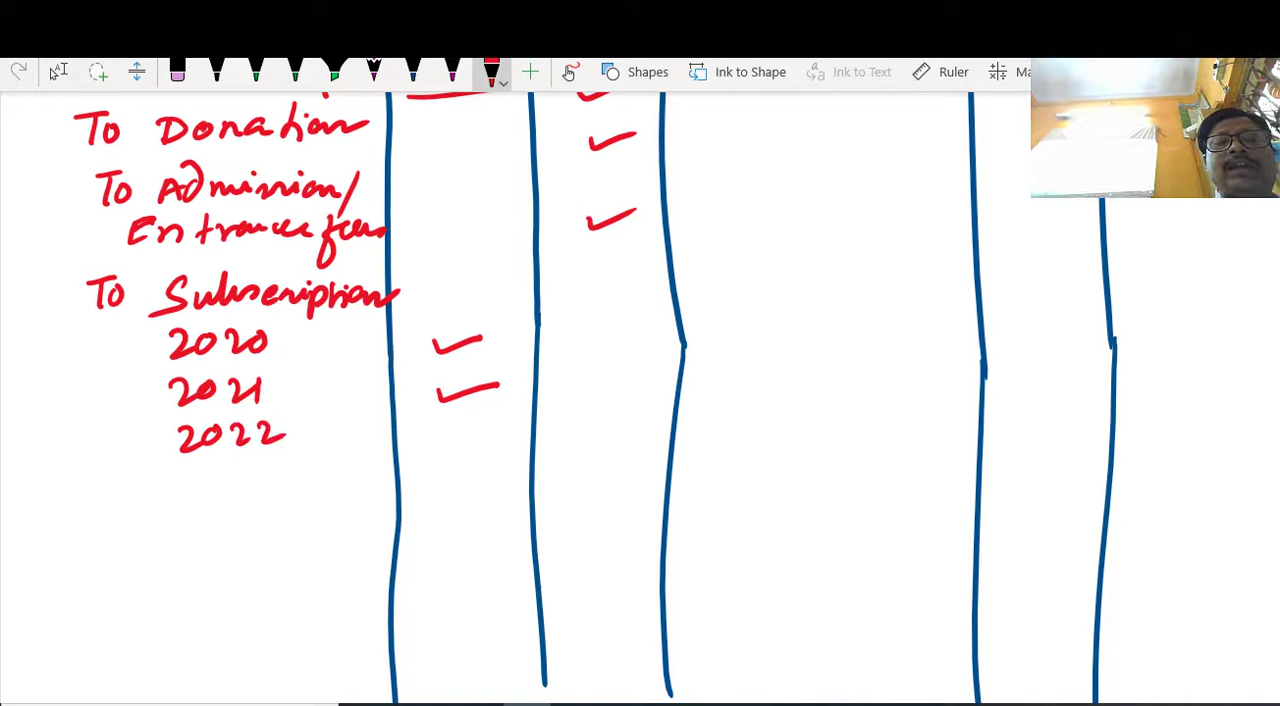 Shapes
Ink to Shape
Ink to Text
Ruler
Ma
To Donation
To Admission/
Entrance fees
To Subscription
2020
2021
2022